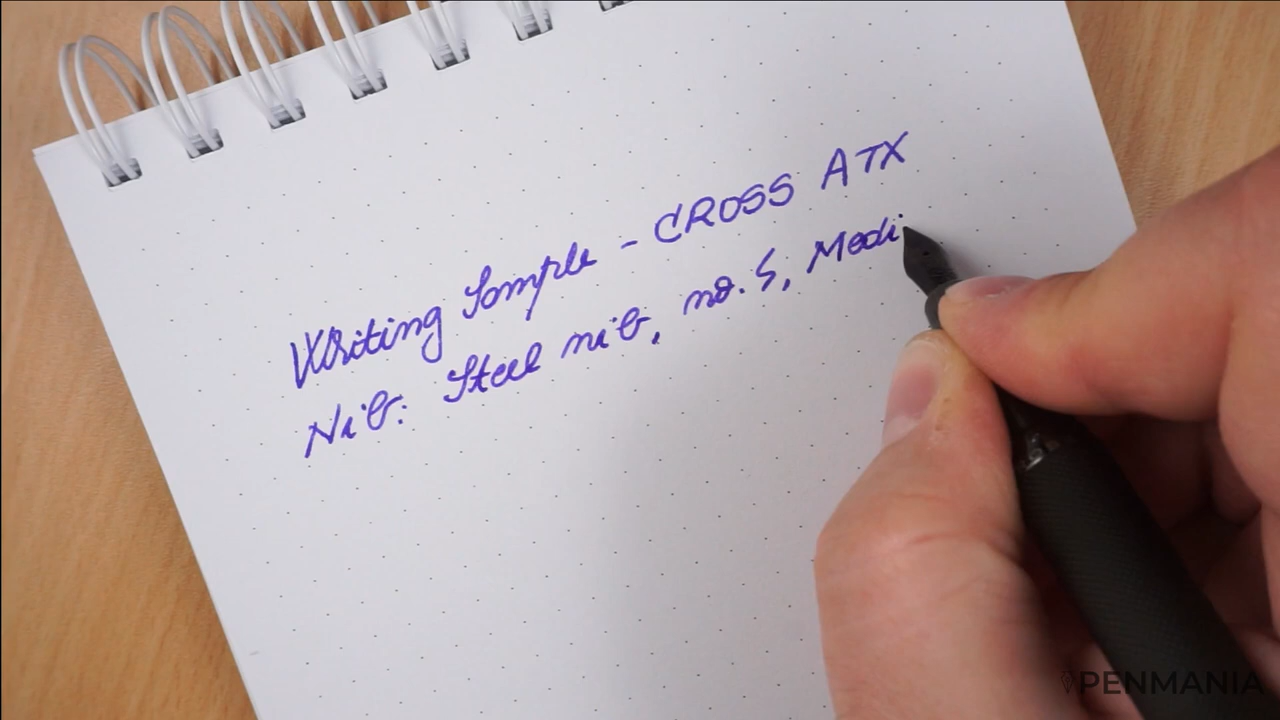 Writing Sample - CROSS ATX
Nib: Steel nib, no. 5, Medi
PENMANIA